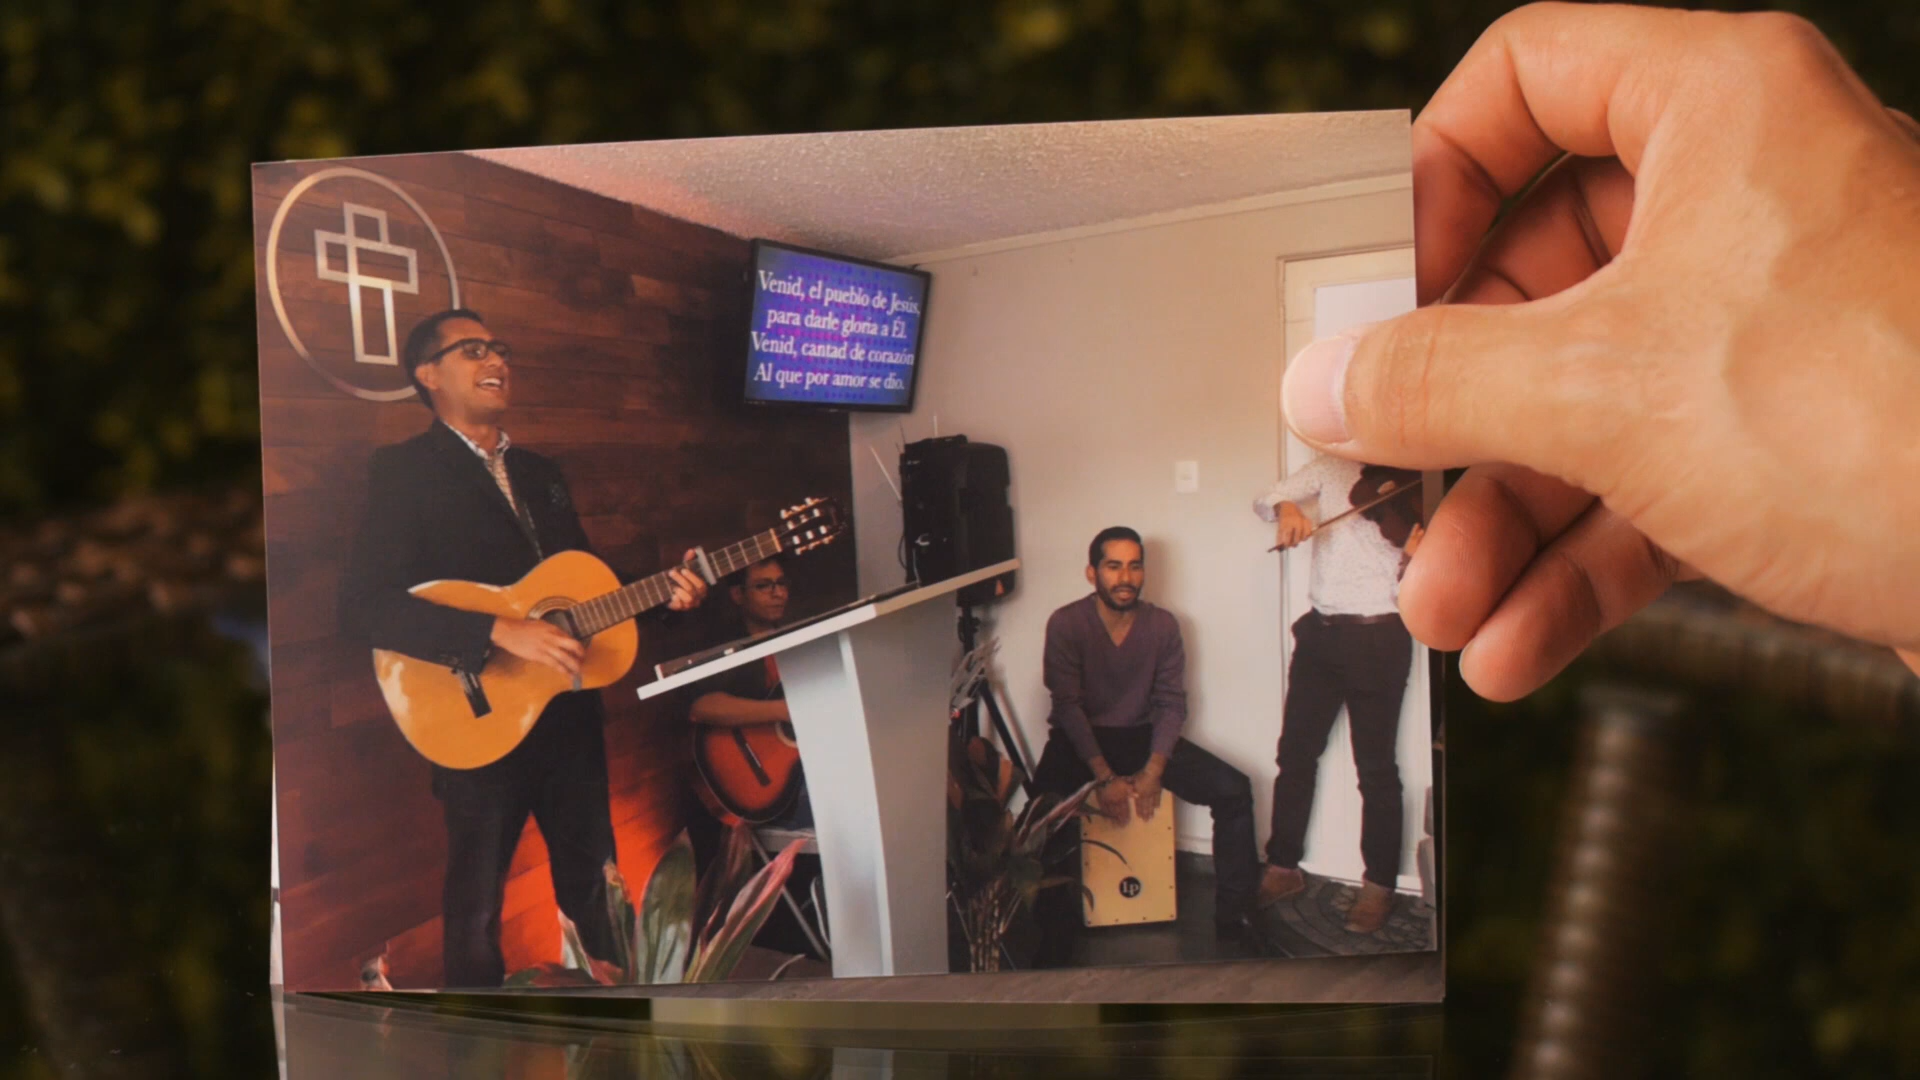 Venid, el pueblo de Jesús,
para darle gloria a Él.
Venid, cantad de corazón
Al que por amor se dio.
LP